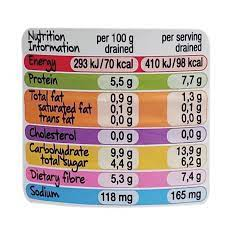 Nutrition Information per 100 g drained per serving drained
Energy 293 kJ/70 kcal 410 kJ/98 kcal
Protein 5,5 g 7,7 g
Total fat 0,9 g 1,3 g
saturated fat 0,1 g 0,1 g
trans fat 0,0 g 0,0 g
Cholesterol 0,0 g 0,0 g
Carbohydrate 9,9 g 13,9 g
total sugar 4,4 g 6,2 g
Dietary fibre 5,3 g 7,4 g
Sodium 118 mg 165 mg